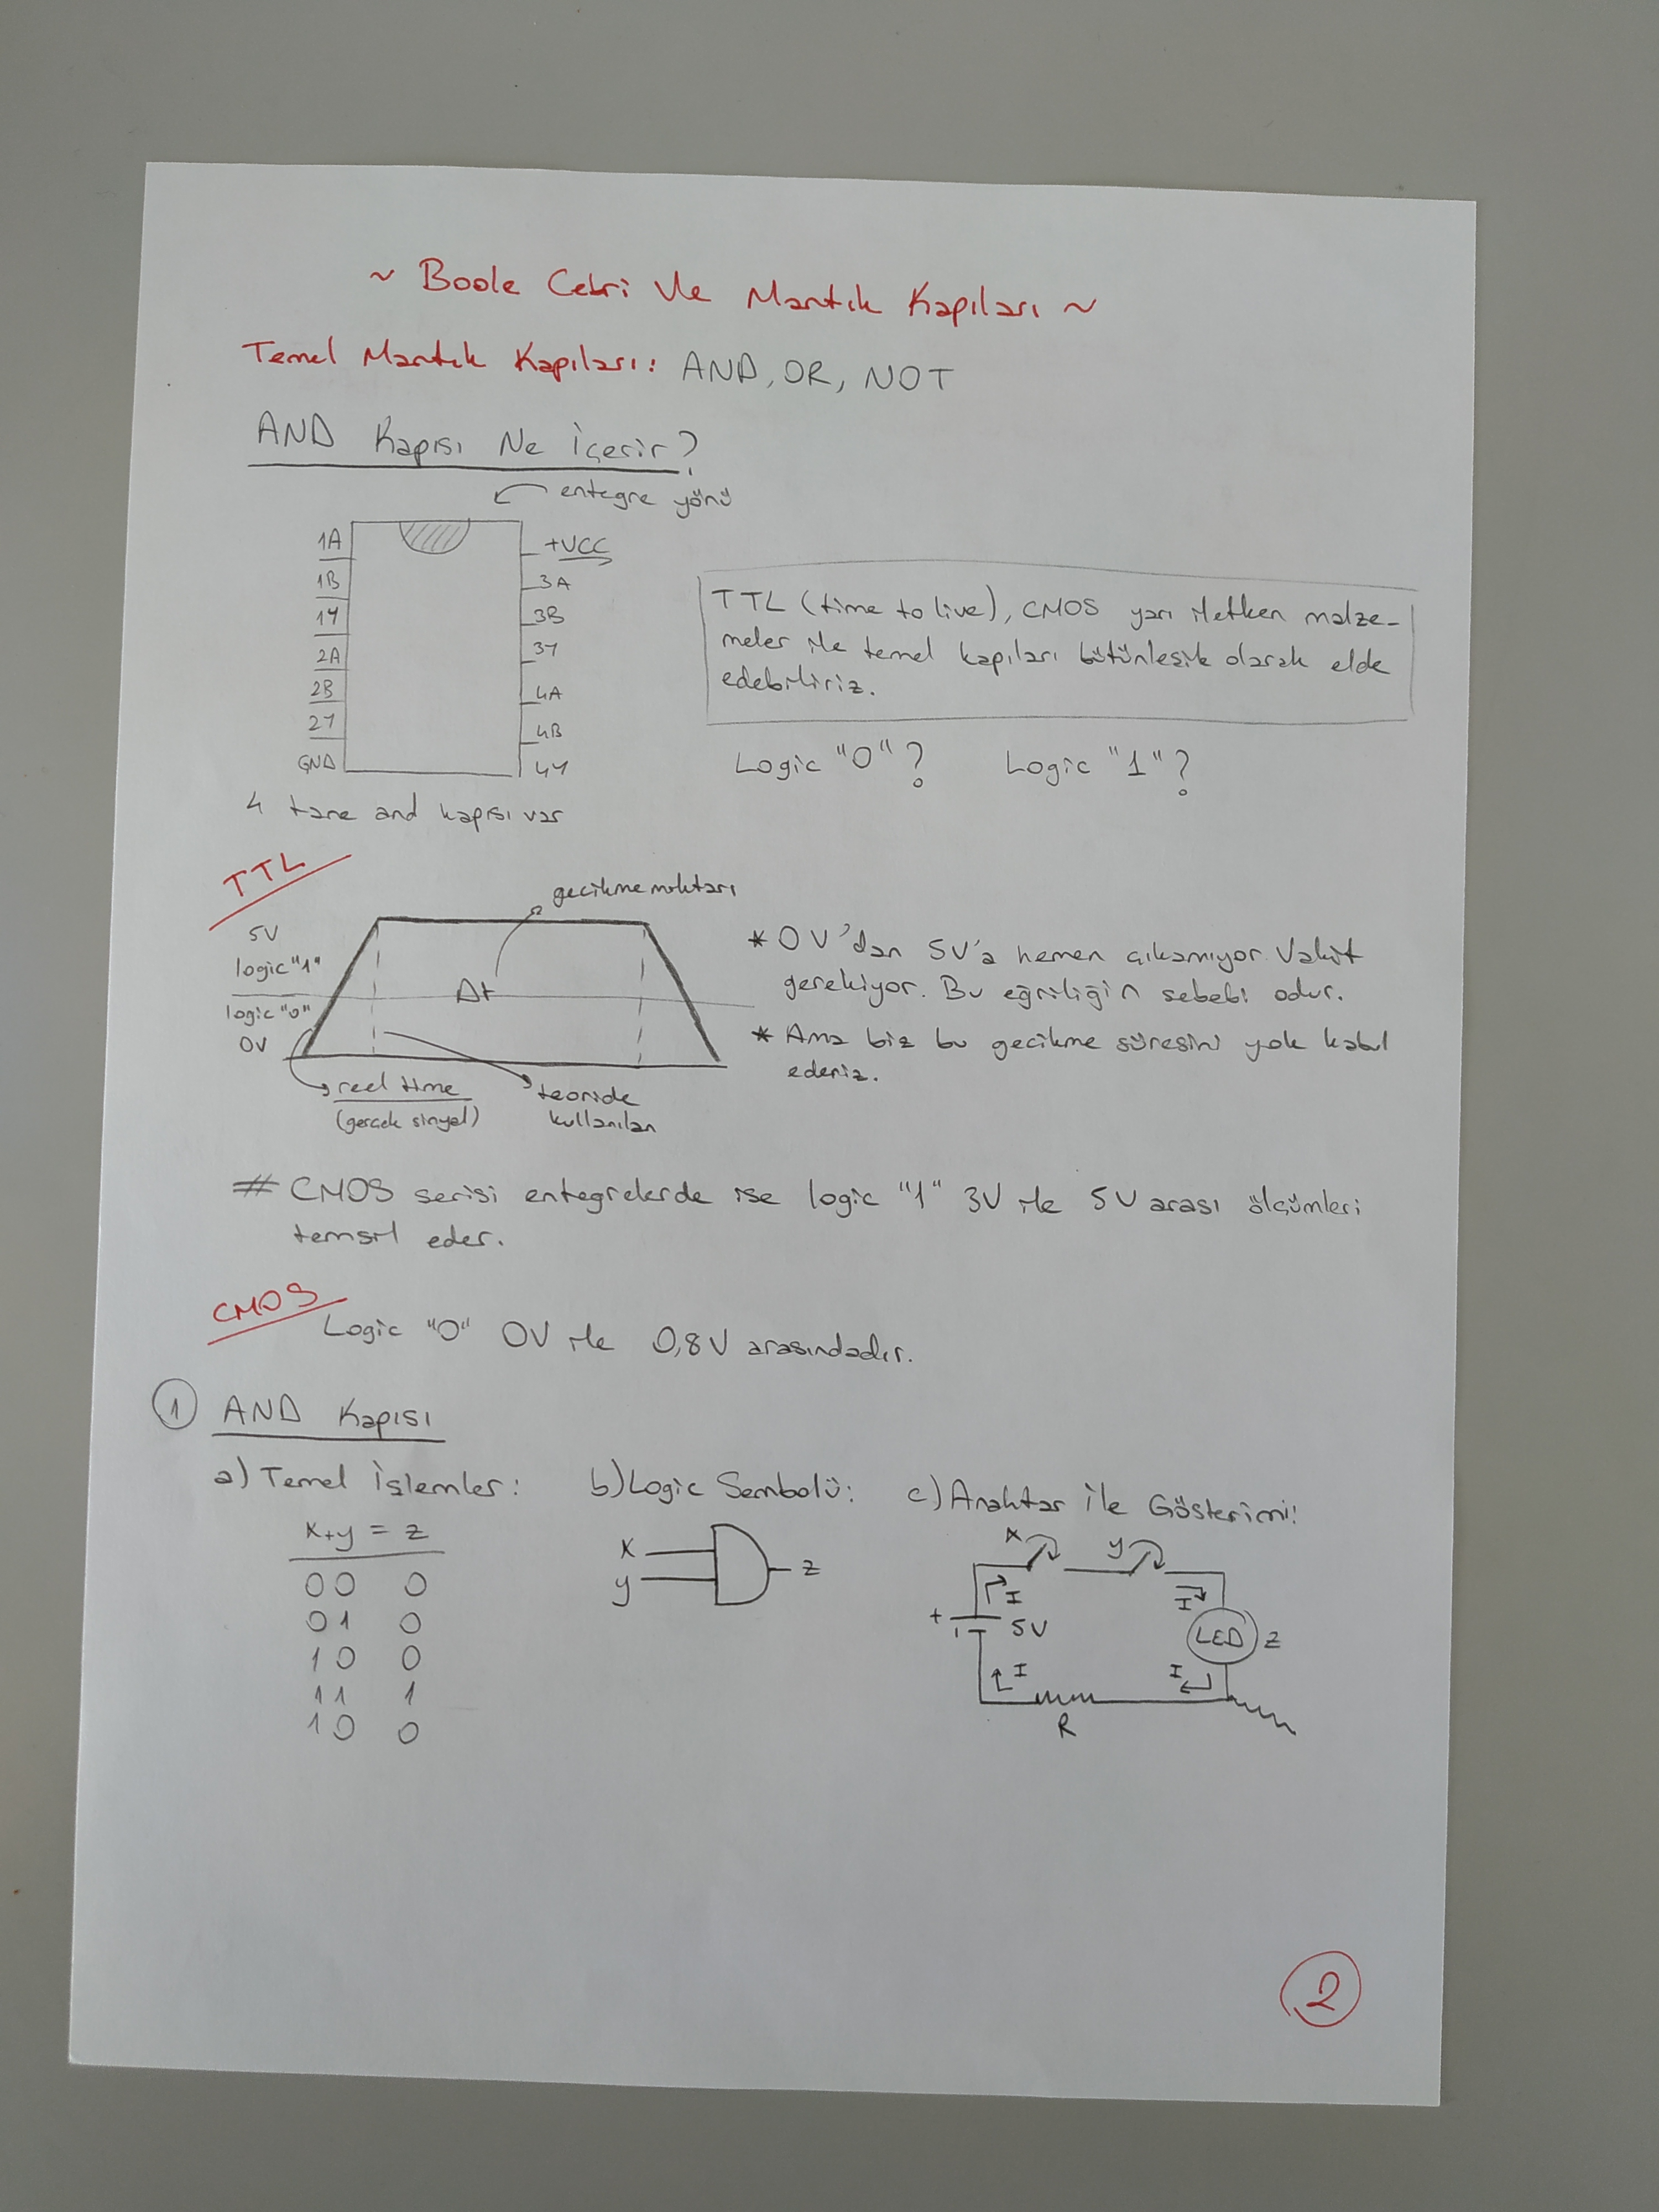 ~ Boole Cebri Ve Mantık Kapıları ~
Temel Mantık Kapıları: AND, OR, NOT
AND Kapısı Ne İçerir?
entegre yönü
1A
1B
1Y
2A
2B
2Y
GND
+VCC
3A
3B
3Y
4A
4B
4Y
TTL (time to live), CMOS yarı iletken malze-
meler ile temel kapıları bütünleşik olarak elde
edebiliriz.
4 tane and kapısı var
Logic "0"? Logic "1"?
TTL
gecikme miktarı
5V
logic "1"
logic "0"
0V
Δt
real time
(gerçek sinyal)
teoride
kullanılan
* 0V'dan 5V'a hemen çıkamıyor. Vakit
gerekiyor. Bu eğriliğin sebebi odur.
* Ama biz bu gecikme süresini yok kabul
ederiz.
# CMOS serisi entegrelerde ise logic "1" 3V ile 5V arası ölçümleri
temsil eder.
CMOS
Logic "0" 0V ile 0,8V arasındadır.
1 AND Kapısı
a) Temel İşlemler: b) Logic Sembolü: c) Anahtar İle Gösterimi:
x+y = z
0 0 0
0 1 0
1 0 0
1 1 1
1 0 0
x
y
z
x
y
+
-
5V
I
I
R
I
I
LED
z
2